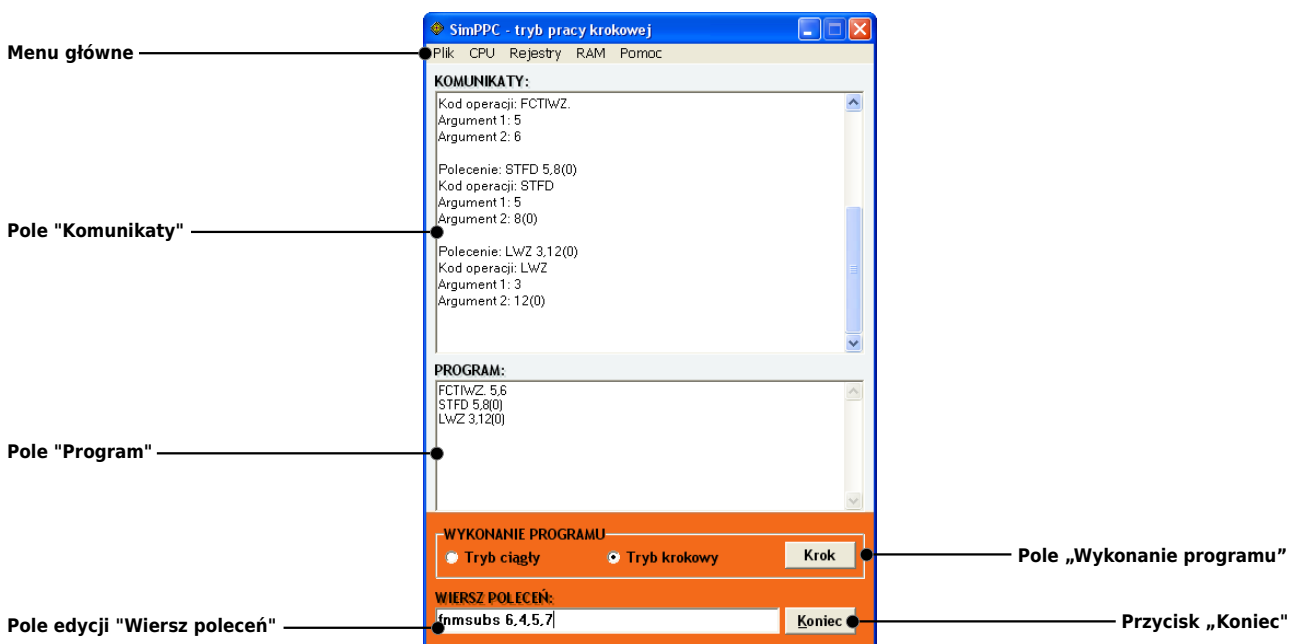 SimPPC - tryb pracy krokowej
Menu główne
Plik CPU Rejestry RAM Pomoc
KOMUNIKATY:
Kod operacji: FCTIWZ.
Argument 1: 5
Argument 2: 6
Polecenie: STFD 5,8(0)
Kod operacji: STFD
Argument 1: 5
Argument 2: 8(0)
Pole "Komunikaty"
Polecenie: LWZ 3,12(0)
Kod operacji: LWZ
Argument 1: 3
Argument 2: 12(0)
PROGRAM:
FCTIWZ. 5,6
STFD 5,8(0)
LWZ 3,12(0)
Pole "Program"
WYKONANIE PROGRAMU
Tryb ciągły Tryb krokowy Krok
Pole „Wykonanie programu”
WIERSZ POLECEŃ:
Pole edycji "Wiersz poleceń"
fnmsubs 6,4,5,7
Koniec
Przycisk „Koniec"